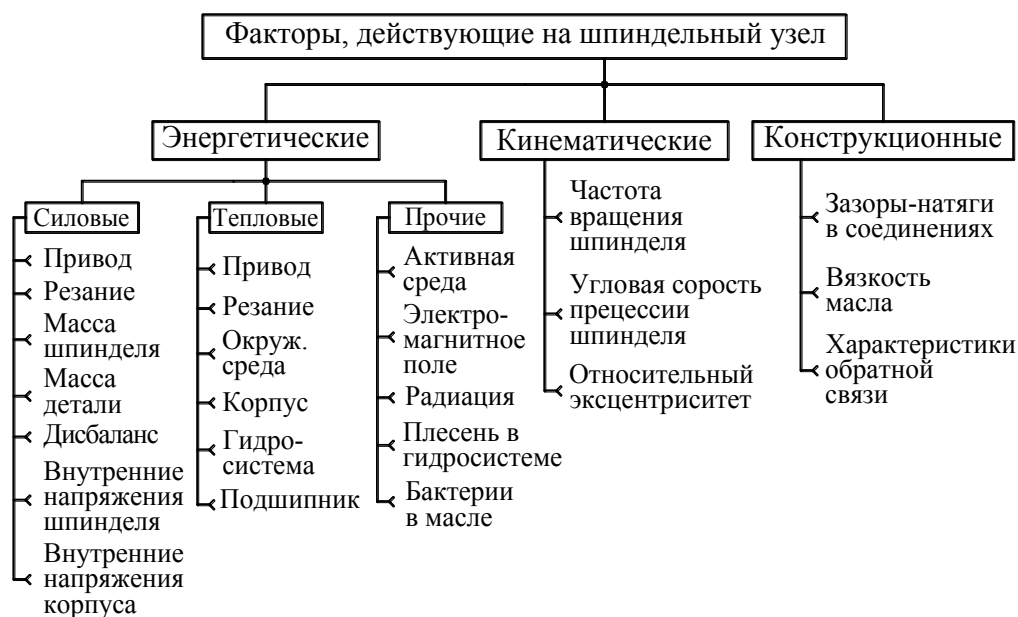 Факторы, действующие на шпиндельный узел
Энергетические
Кинематические
Конструкционные
Силовые
Тепловые
Прочие
Привод
Резание
Масса
шпинделя
Масса
детали
Дисбаланс
Внутренние
напряжения
шпинделя
Внутренние
напряжения
корпуса
Привод
Резание
Окруж.
среда
Корпус
Гидро-
система
Подшипник
Активная
среда
Электро-
магнитное
поле
Радиация
Плесень в
гидросистеме
Бактерии
в масле
Частота
вращения
шпинделя
Угловая сорость
прецессии
шпинделя
Относительный
эксцентриситет
Зазоры-натяги
в соединениях
Вязкость
масла
Характеристики
обратной
связи